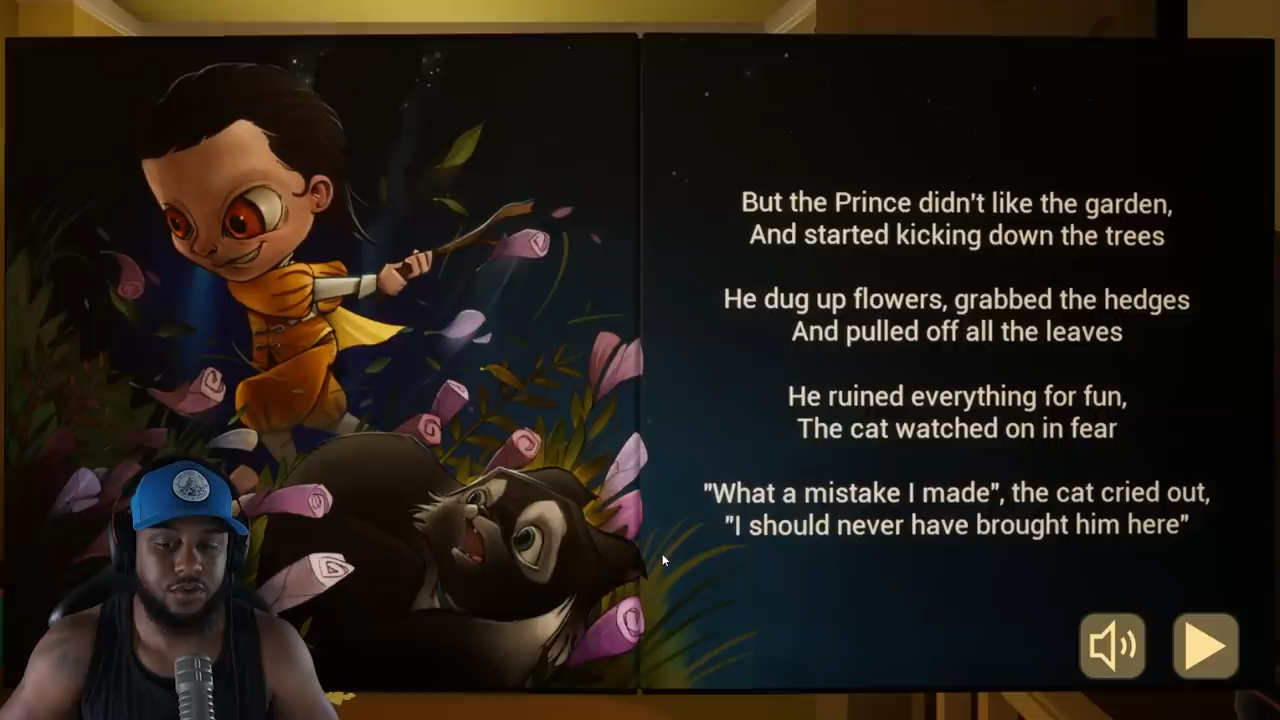 But the Prince didn't like the garden,
And started kicking down the trees
He dug up flowers, grabbed the hedges
And pulled off all the leaves
He ruined everything for fun,
The cat watched on in fear
"What a mistake I made", the cat cried out,
"I should never have brought him here"